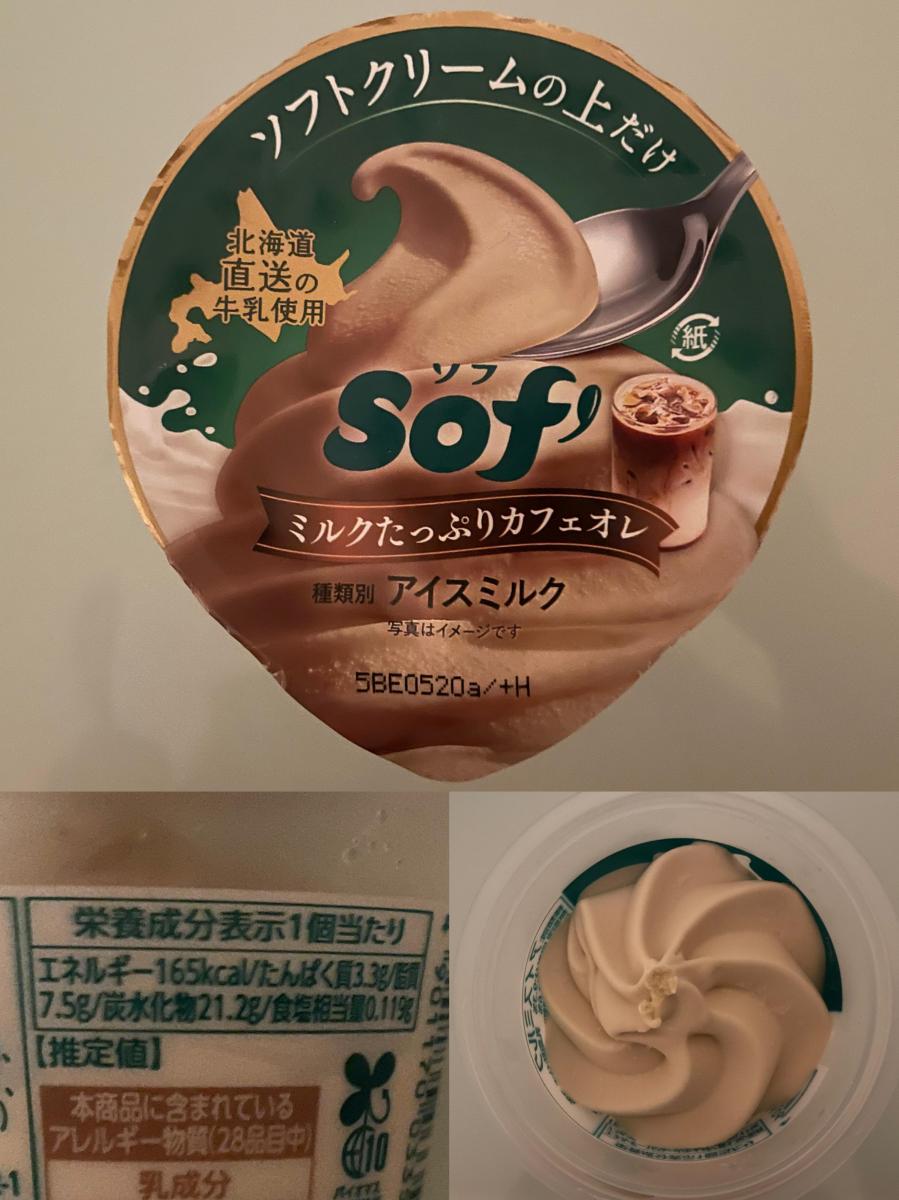 ソフトクリームの上だけ
北海道
直送の
牛乳使用
紙
ソフ
Sof'
ミルクたっぷりカフェオレ
種類別 アイスミルク
写真はイメージです
5BE0520a/+H
栄養成分表示1個当たり
エネルギー165kcal/たんぱく質3.3g/脂質
7.5g/炭水化物21.2g/食塩相当量0.11g
【推定値】
本商品に含まれている
アレルギー物質(28品目中)
乳成分